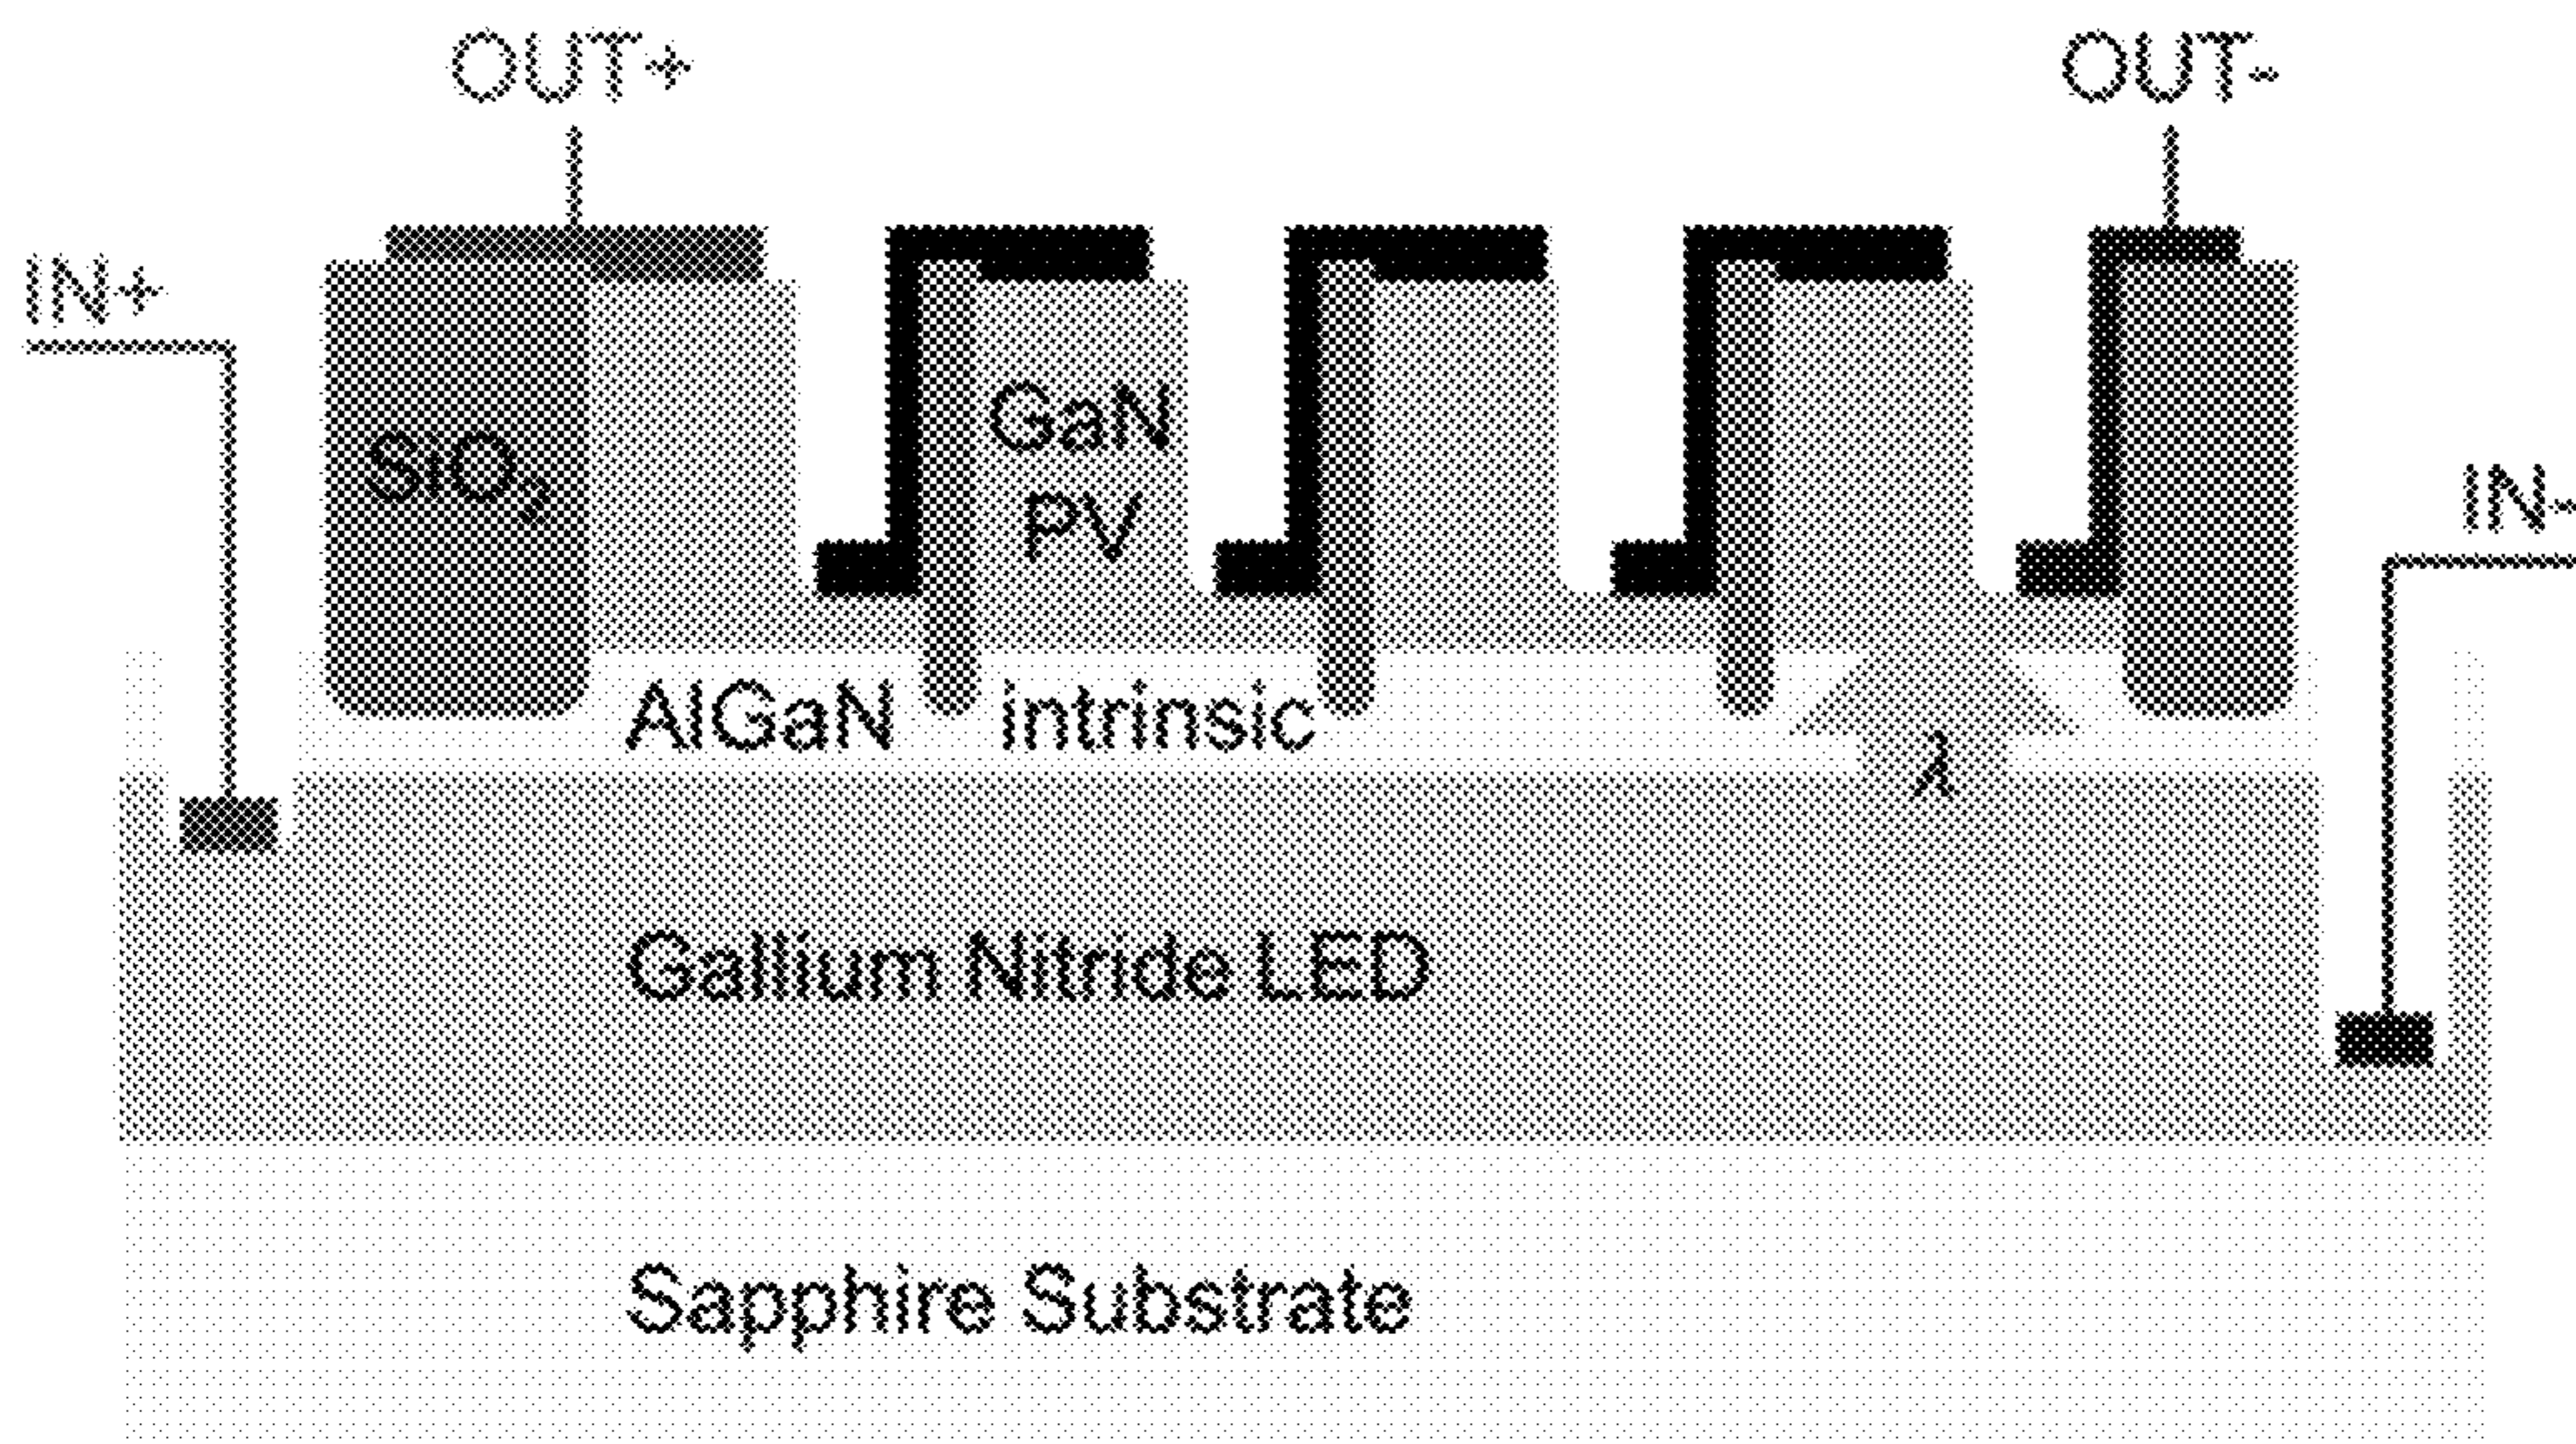 OUT+
OUT-
IN+
SiO₂
GaN
PV
IN-
AlGaN intrinsic
λ
Gallium Nitride LED
Sapphire Substrate